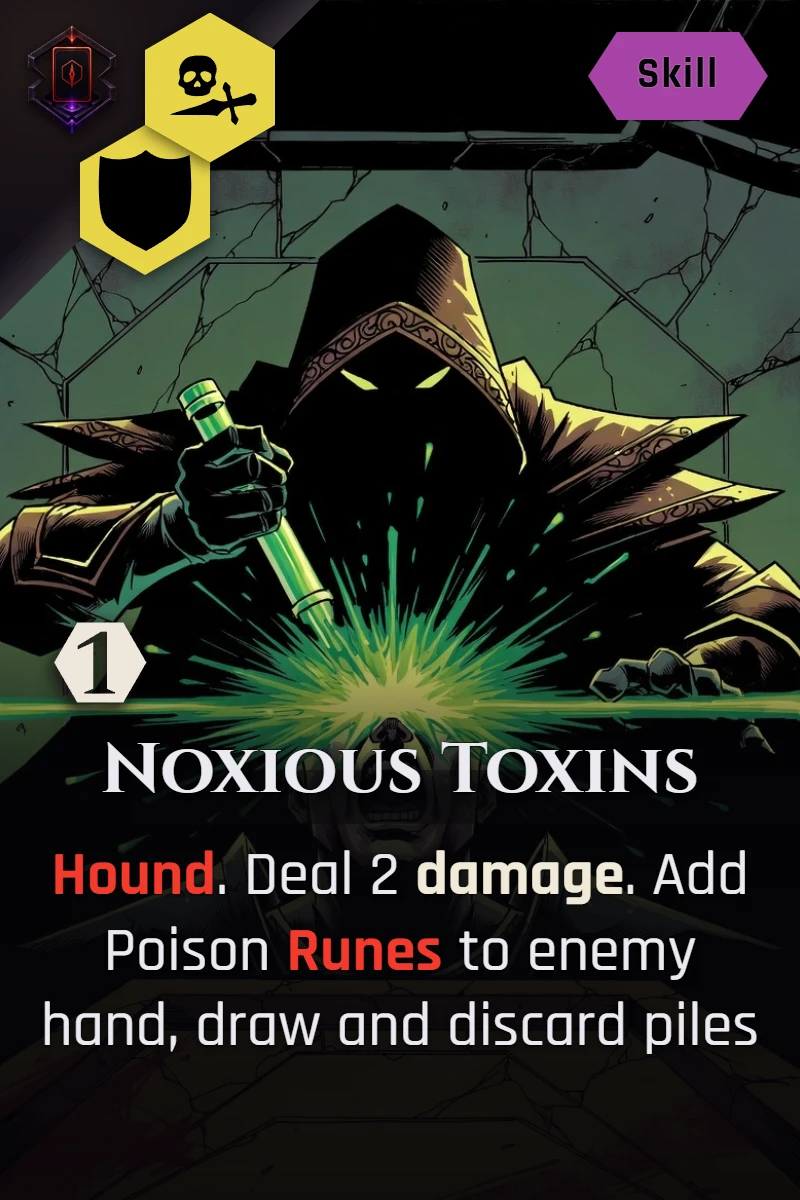 Skill
1
Noxious Toxins
Hound. Deal 2 damage. Add
Poison Runes to enemy
hand, draw and discard piles